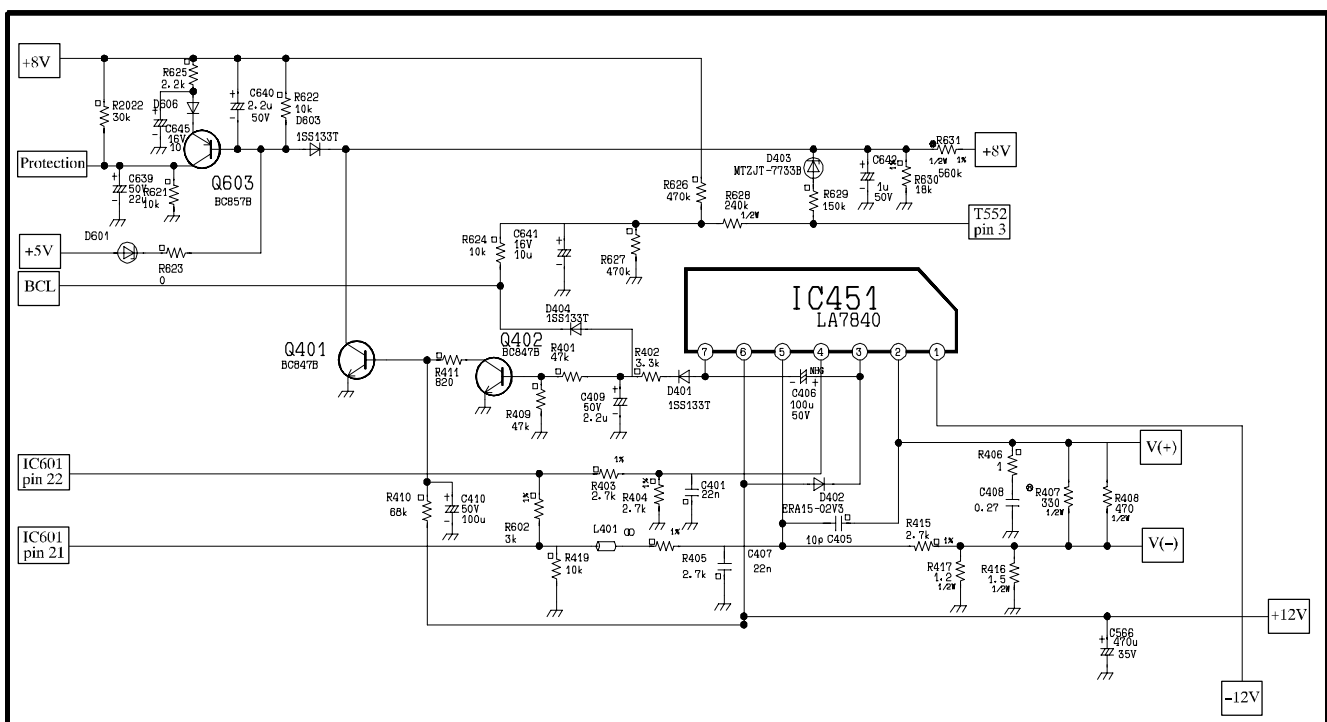 +8V
R625
2.2k
D606
R2022
30k
C645
16V
10
C640
2.2u
50V
R622
10k
D603
1SS133T
Protection
C639
50V
22u
R621
10k
Q603
BC857B
+5V
D601
R623
0
BCL
R626
470k
R628
240k
1/2W
D403
MTZJT-7733B
R629
150k
C642
1u
50V
1%
R630
18k
R631
1/2W 1%
560k
+8V
T552
pin 3
R624
10k
C641
16V
10u
R627
470k
IC451
LA7840
7
6
5
4
3
2
1
D404
1SS133T
Q401
BC847B
R411
820
Q402
BC847B
R401
47k
R402
3.3k
R409
47k
C409
50V
2.2u
D401
1SS133T
NHG
C406
100u
50V
V(+)
IC601
pin 22
1%
R403
2.7k
1%
R404
2.7k
C401
22n
D402
ERA15-02V3
R406
1
C408
0.27
R407
330
1/2W
R408
470
1/2W
R410
68k
C410
50V
100u
1%
R602
3k
L401
1%
R405
2.7k
10p C405
C407
22n
R415
2.7k
1%
IC601
pin 21
R419
10k
R417
1.2
1/2W
R416
1.5
1/2W
V(−)
+12V
C566
470u
35V
−12V